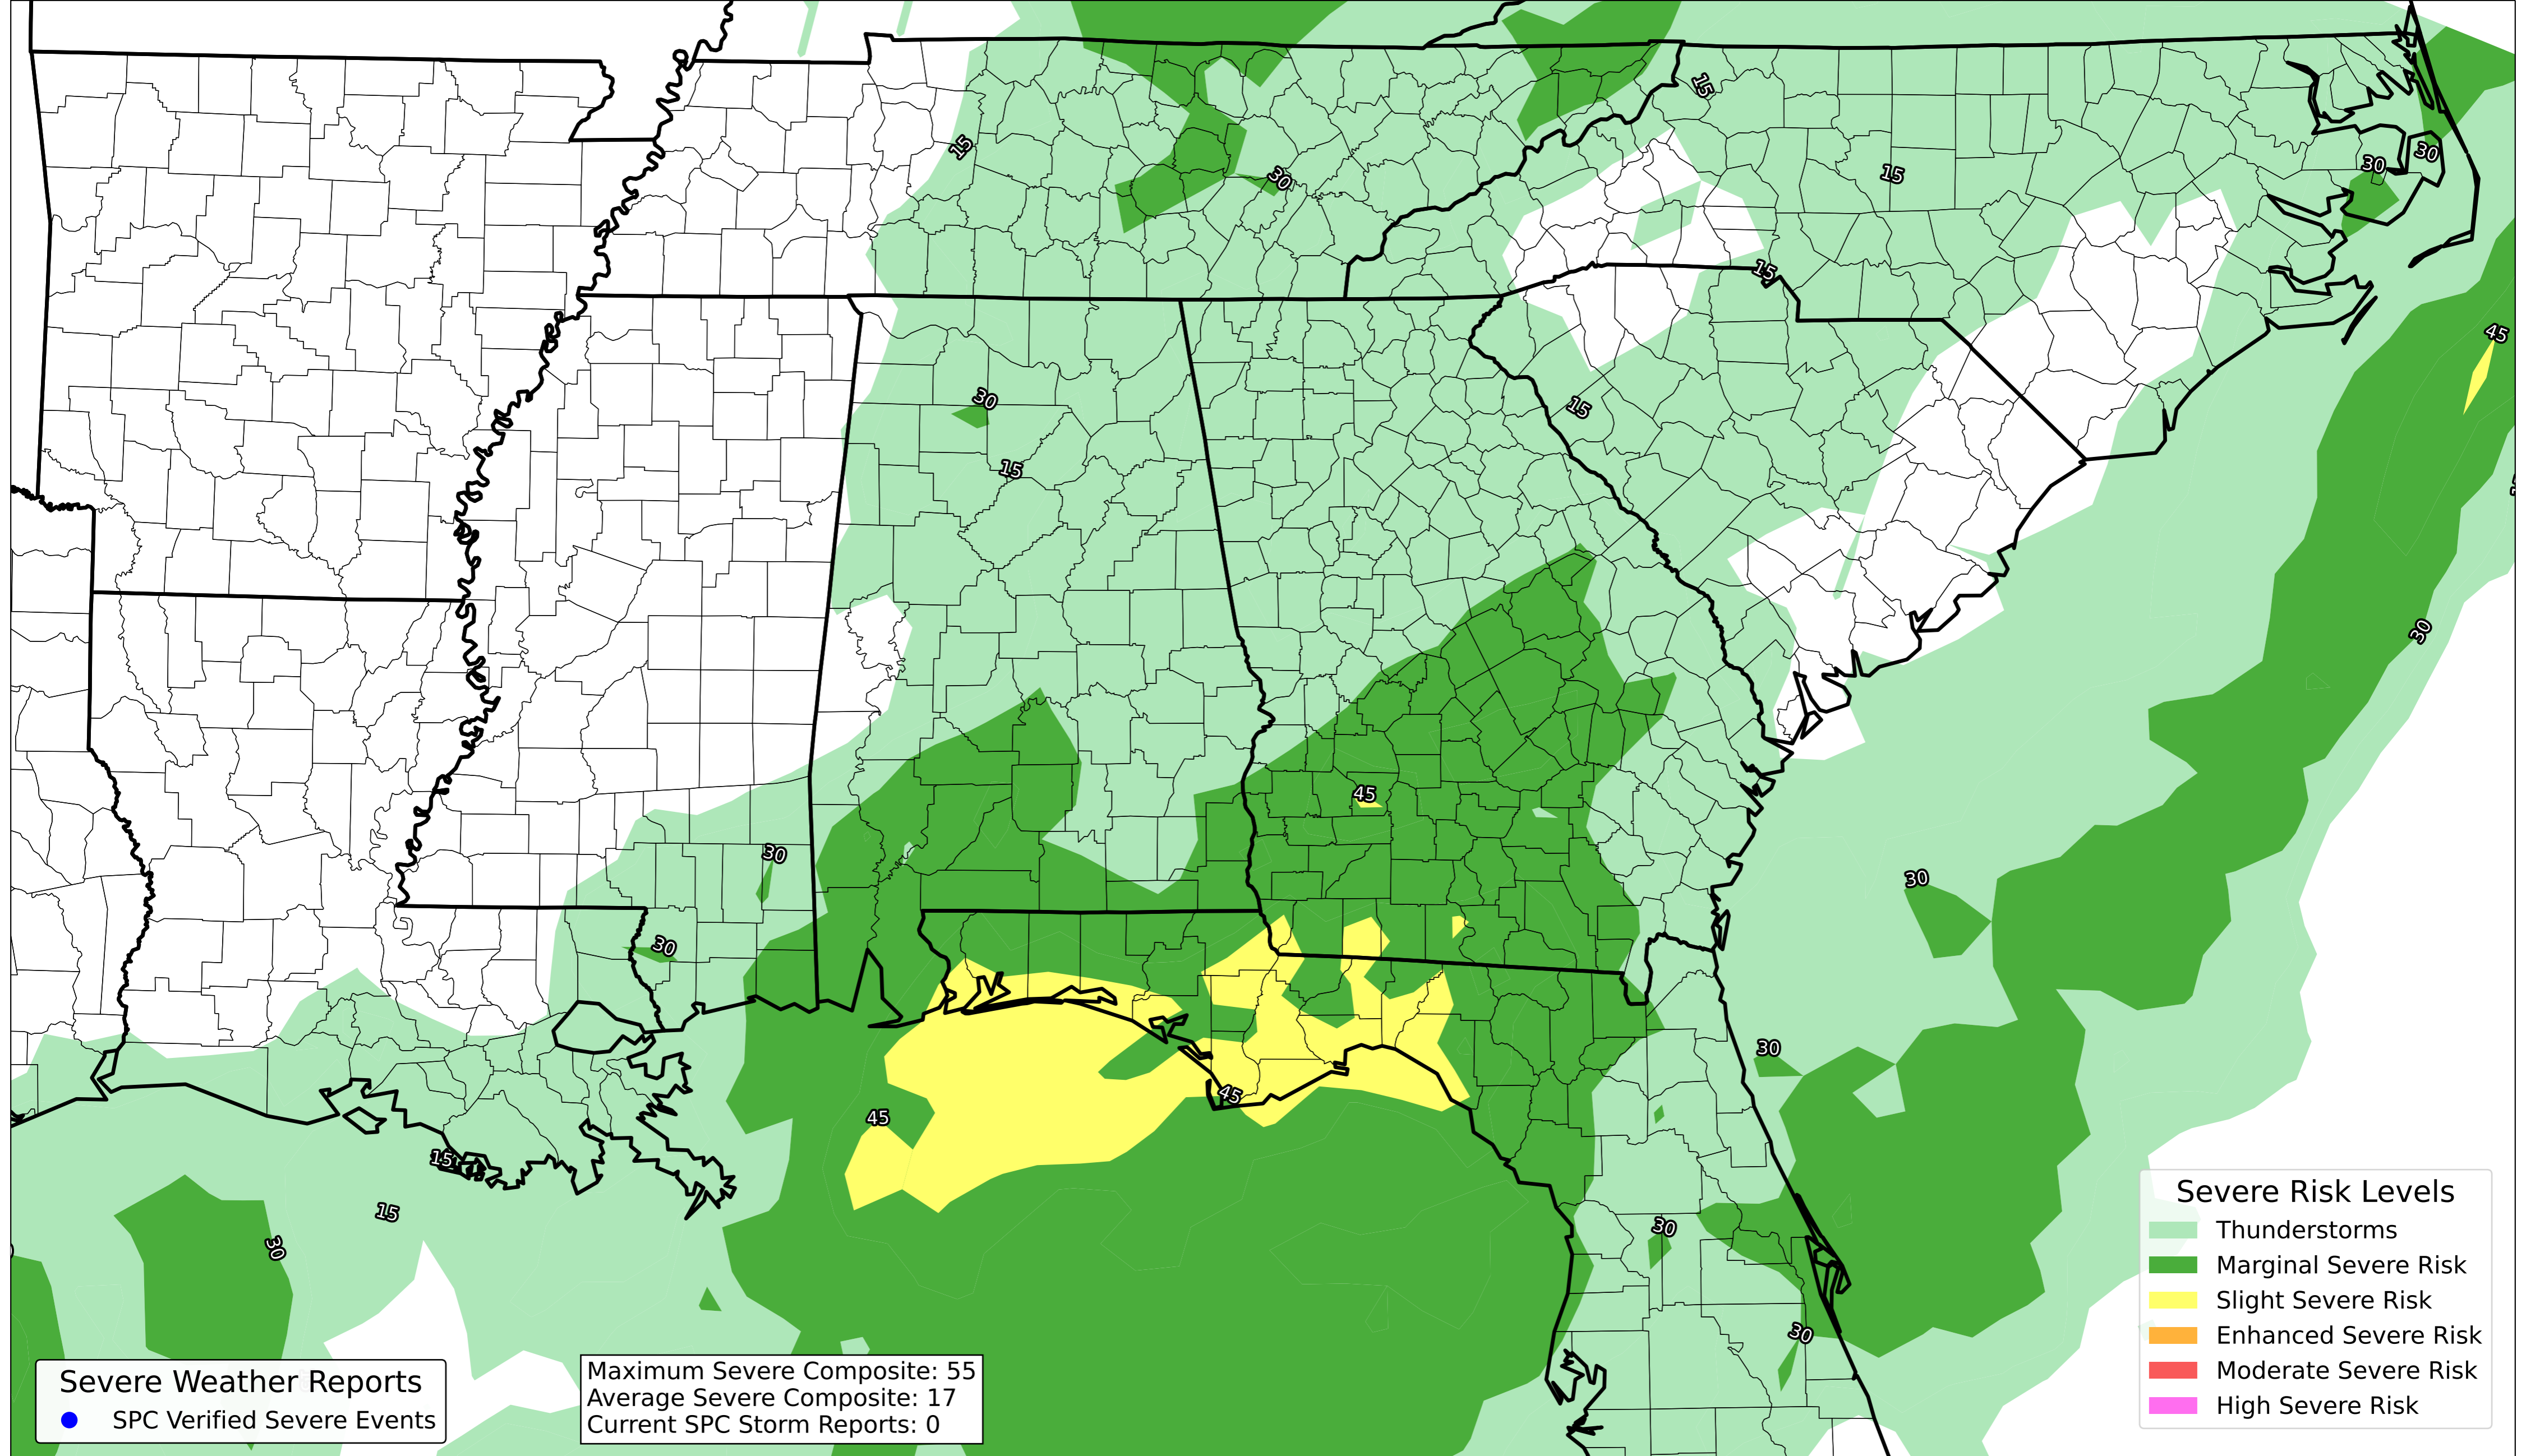 15
15
30
15
30
30
15
45
30
15
15
45
30
30
30
30
30
45
45
15
15
30
30
30
Severe Risk Levels
Thunderstorms
Marginal Severe Risk
Slight Severe Risk
Enhanced Severe Risk
Moderate Severe Risk
High Severe Risk
Severe Weather Reports
SPC Verified Severe Events
Maximum Severe Composite: 55
Average Severe Composite: 17
Current SPC Storm Reports: 0